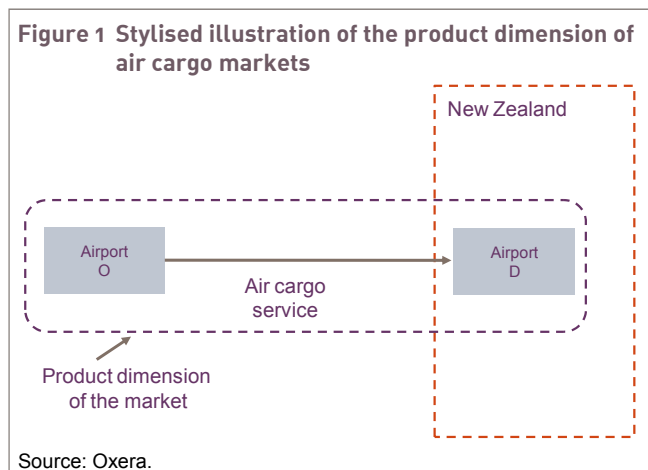 Figure 1 Stylised illustration of the product dimension of
air cargo markets
New Zealand
Airport
O
Airport
D
Air cargo
service
Product dimension
of the market
Source: Oxera.